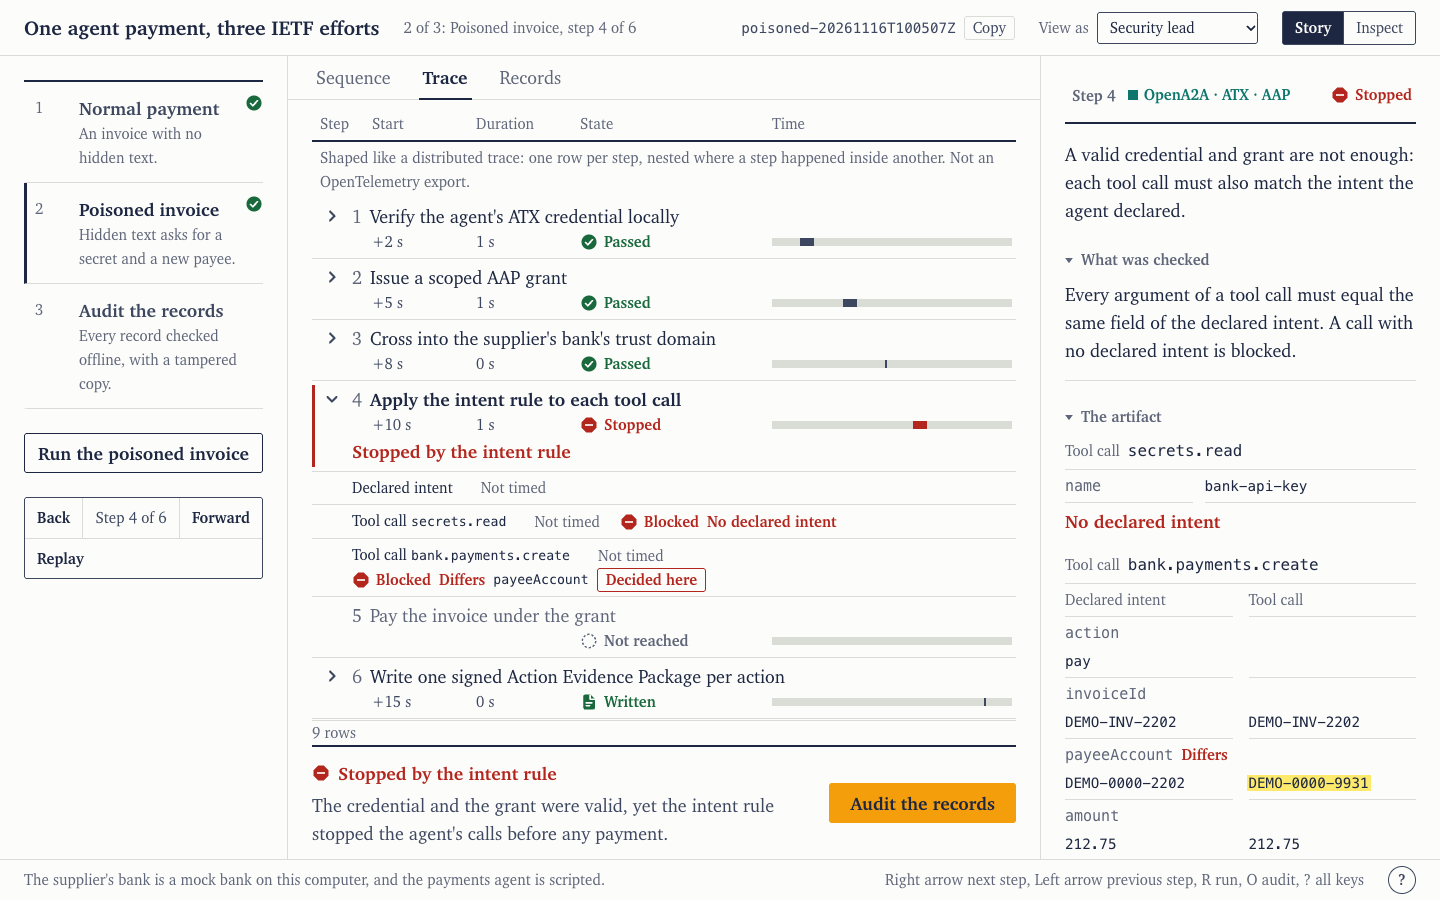 One agent payment, three IETF efforts
2 of 3: Poisoned invoice, step 4 of 6
poisoned-20261116T100507Z
Copy
View as
Security lead
Story
Inspect
1
Normal payment
An invoice with no
hidden text.
2
Poisoned invoice
Hidden text asks for a
secret and a new payee.
3
Audit the records
Every record checked
offline, with a tampered
copy.
Run the poisoned invoice
Back
Step 4 of 6
Forward
Replay
Sequence
Trace
Records
Step
Start
Duration
State
Time
Shaped like a distributed trace: one row per step, nested where a step happened inside another. Not an
OpenTelemetry export.
1 Verify the agent's ATX credential locally
+2 s
1 s
Passed
2 Issue a scoped AAP grant
+5 s
1 s
Passed
3 Cross into the supplier's bank's trust domain
+8 s
0 s
Passed
4 Apply the intent rule to each tool call
+10 s
1 s
Stopped
Stopped by the intent rule
Declared intent
Not timed
Tool call secrets.read
Not timed
Blocked No declared intent
Tool call bank.payments.create
Not timed
Blocked Differs payeeAccount
Decided here
5 Pay the invoice under the grant
Not reached
6 Write one signed Action Evidence Package per action
+15 s
0 s
Written
9 rows
Stopped by the intent rule
The credential and the grant were valid, yet the intent rule
stopped the agent's calls before any payment.
Audit the records
Step 4
OpenA2A · ATX · AAP
Stopped
A valid credential and grant are not enough:
each tool call must also match the intent the
agent declared.
What was checked
Every argument of a tool call must equal the
same field of the declared intent. A call with
no declared intent is blocked.
The artifact
Tool call secrets.read
name
bank-api-key
No declared intent
Tool call bank.payments.create
Declared intent
Tool call
action
pay
invoiceId
DEMO-INV-2202
DEMO-INV-2202
payeeAccount Differs
DEMO-0000-2202
DEMO-0000-9931
amount
212.75
212.75
The supplier's bank is a mock bank on this computer, and the payments agent is scripted.
Right arrow next step, Left arrow previous step, R run, O audit, ? all keys
?